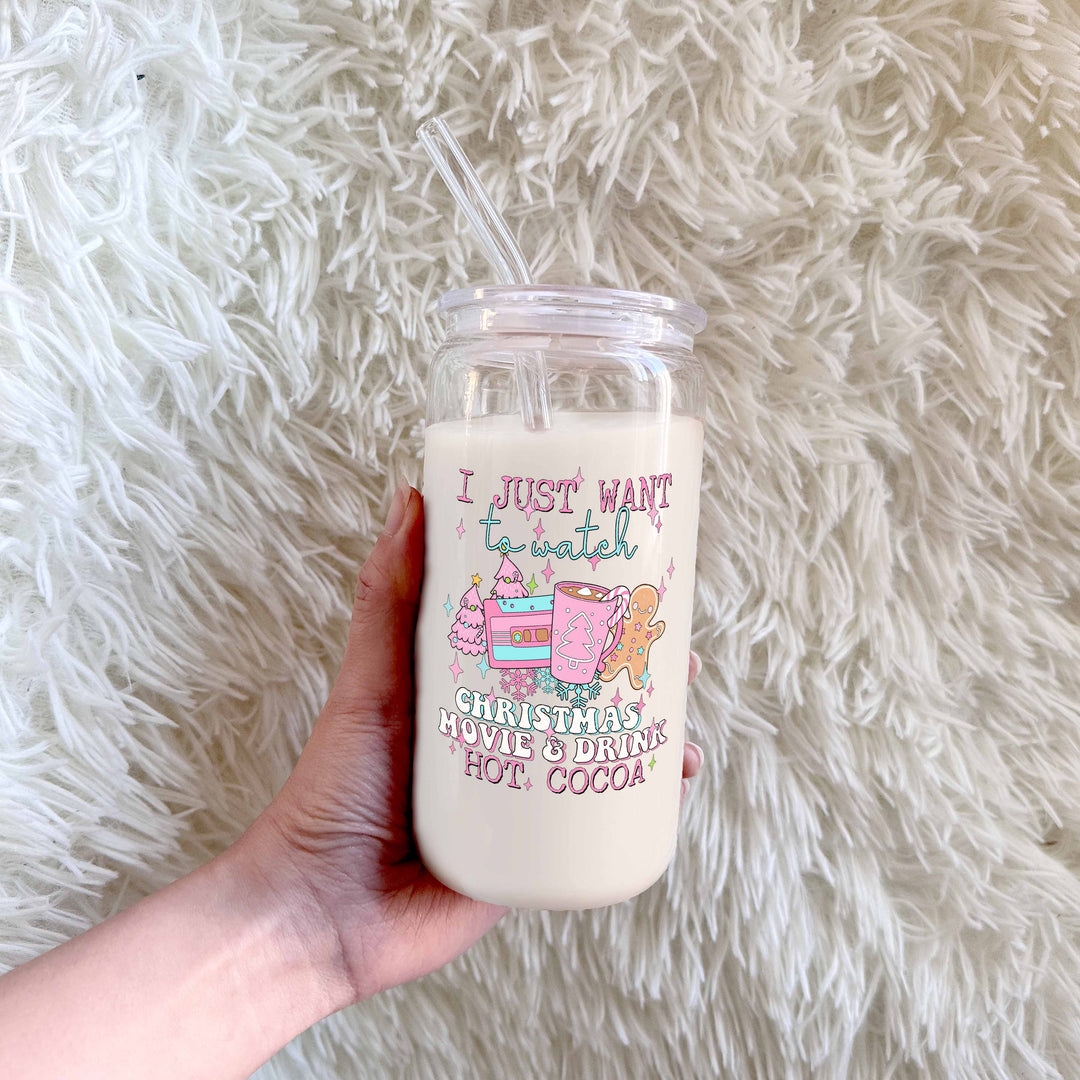 I JUST WANT
to watch
CHRISTMAS
MOVIE & DRINK
HOT COCOA